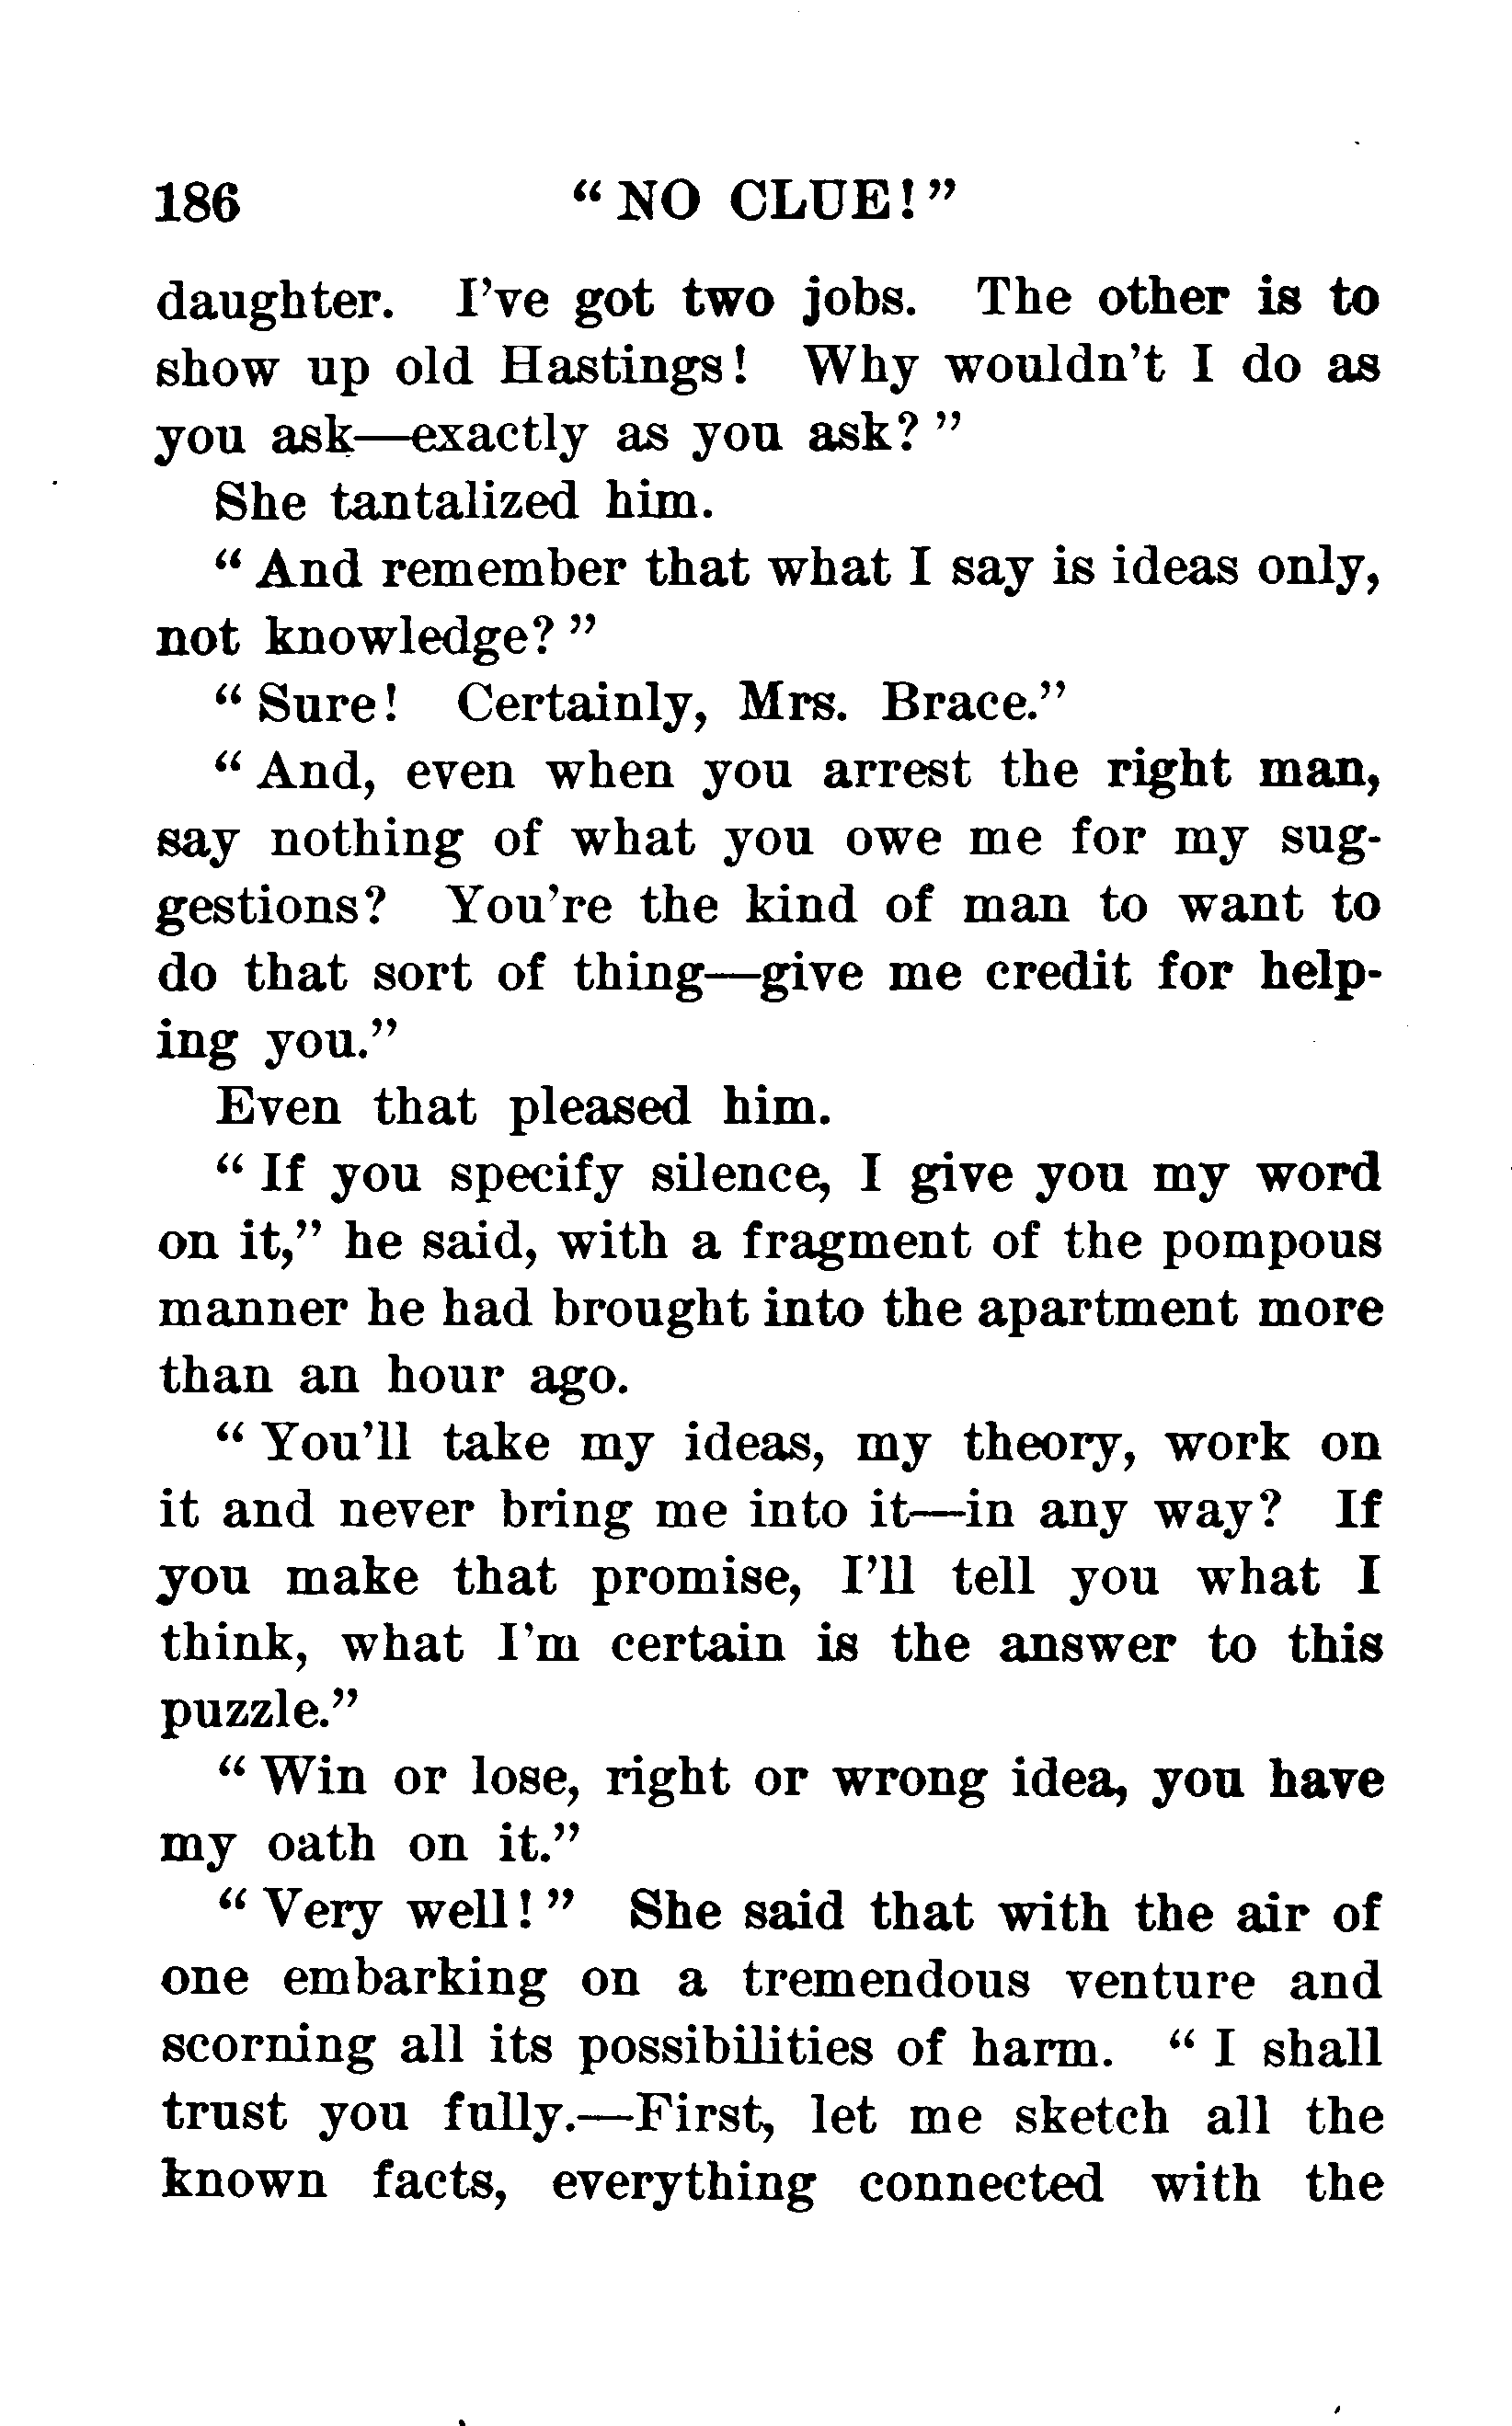 186 “ NO CLUE! ”
daughter. I’ve got two jobs. The other is to
show up old Hastings! Why wouldn’t I do as
you ask—exactly as you ask? ”
She tantalized him.
“ And remember that what I say is ideas only,
not knowledge? ”
“ Sure! Certainly, Mrs. Brace.”
“ And, even when you arrest the right man,
say nothing of what you owe me for my sug-
gestions? You’re the kind of man to want to
do that sort of thing—give me credit for help-
ing you.”
Even that pleased him.
“ If you specify silence, I give you my word
on it,” he said, with a fragment of the pompous
manner he had brought into the apartment more
than an hour ago.
“ You’ll take my ideas, my theory, work on
it and never bring me into it—in any way? If
you make that promise, I’ll tell you what I
think, what I’m certain is the answer to this
puzzle.”
“ Win or lose, right or wrong idea, you have
my oath on it.”
“ Very well! ” She said that with the air of
one embarking on a tremendous venture and
scorning all its possibilities of harm. “ I shall
trust you fully.—First, let me sketch all the
known facts, everything connected with the